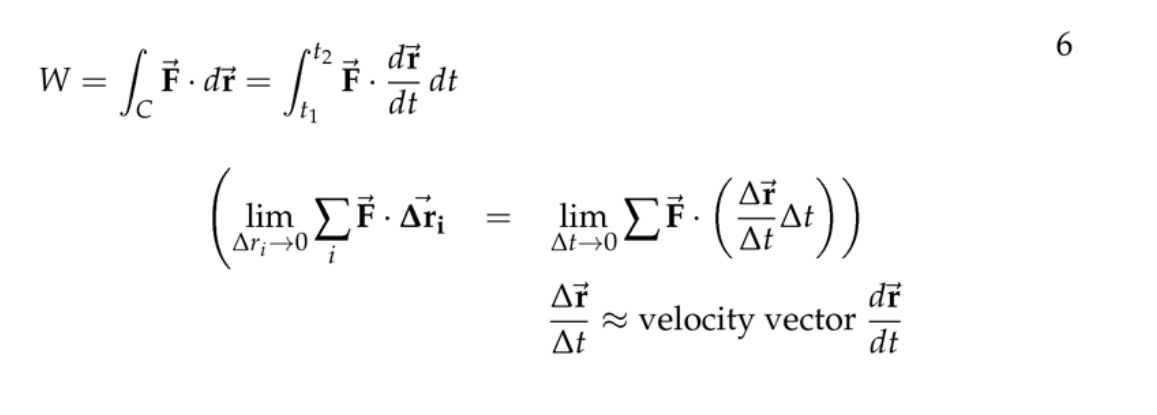 6
$W = \int_C \vec{\mathbf{F}} \cdot d\vec{\mathbf{r}} = \int_{t_1}^{t_2} \vec{\mathbf{F}} \cdot \frac{d\vec{\mathbf{r}}}{dt}\, dt$
$\left( \lim_{\Delta r_i \to 0} \sum_i \vec{\mathbf{F}} \cdot \vec{\mathbf{\Delta r_i}} \quad = \quad \lim_{\Delta t \to 0} \sum \vec{\mathbf{F}} \cdot \left( \frac{\Delta \vec{\mathbf{r}}}{\Delta t} \Delta t \right) \right)$
$\frac{\Delta \vec{\mathbf{r}}}{\Delta t} \approx$ velocity vector $\frac{d\vec{\mathbf{r}}}{dt}$